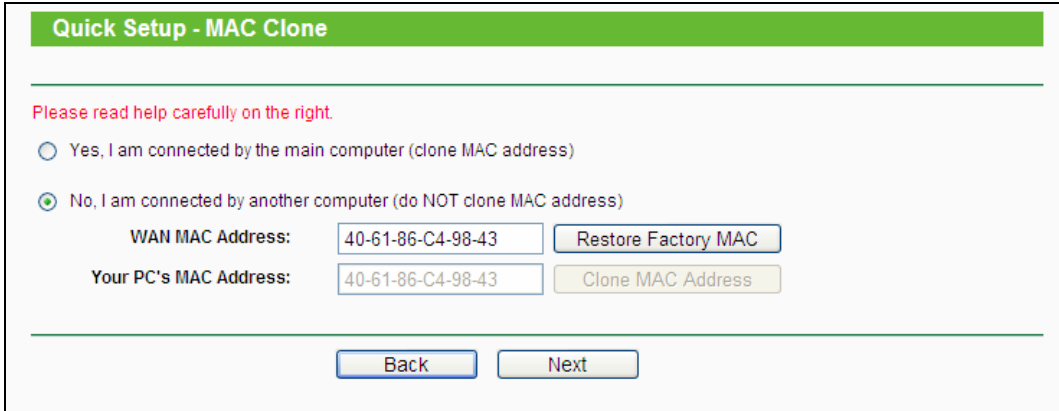 Quick Setup - MAC Clone
Please read help carefully on the right.
Yes, I am connected by the main computer (clone MAC address)
No, I am connected by another computer (do NOT clone MAC address)
WAN MAC Address: 40-61-86-C4-98-43 Restore Factory MAC
Your PC's MAC Address: 40-61-86-C4-98-43 Clone MAC Address
Back Next